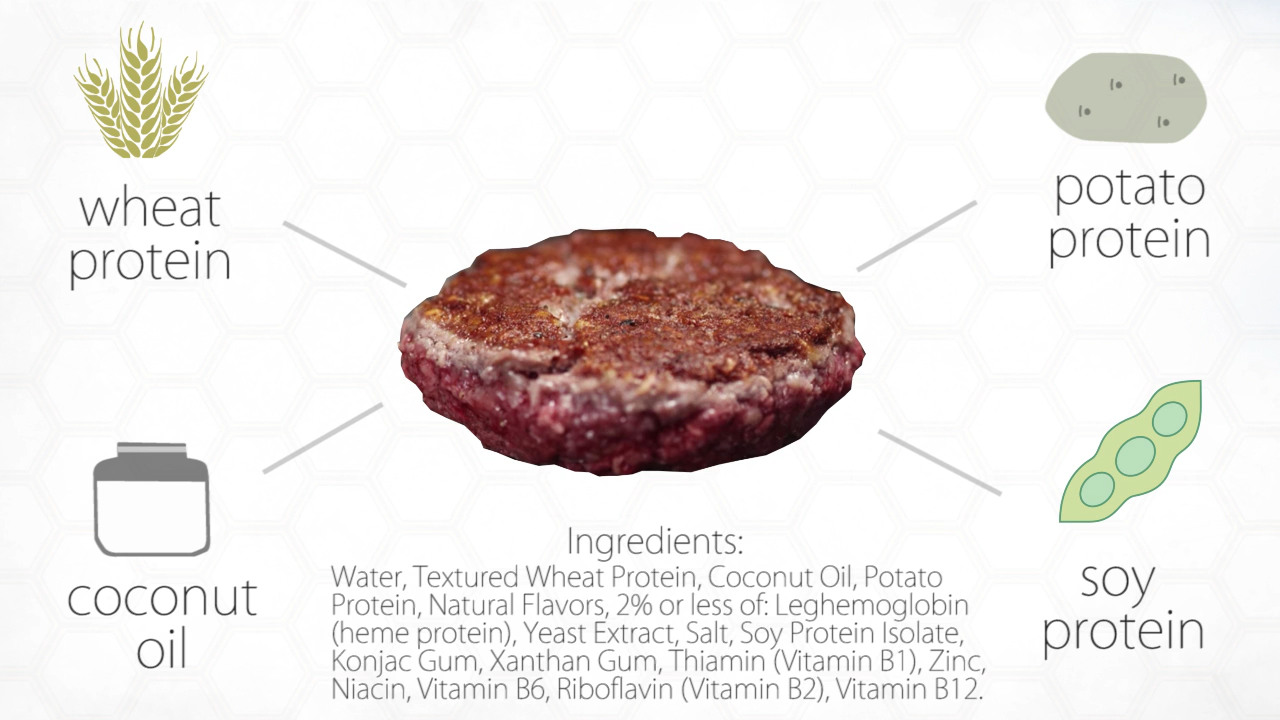 wheat
protein
potato
protein
coconut
oil
soy
protein
Ingredients:
Water, Textured Wheat Protein, Coconut Oil, Potato
Protein, Natural Flavors, 2% or less of: Leghemoglobin
(heme protein), Yeast Extract, Salt, Soy Protein Isolate,
Konjac Gum, Xanthan Gum, Thiamin (Vitamin B1), Zinc,
Niacin, Vitamin B6, Riboflavin (Vitamin B2), Vitamin B12.